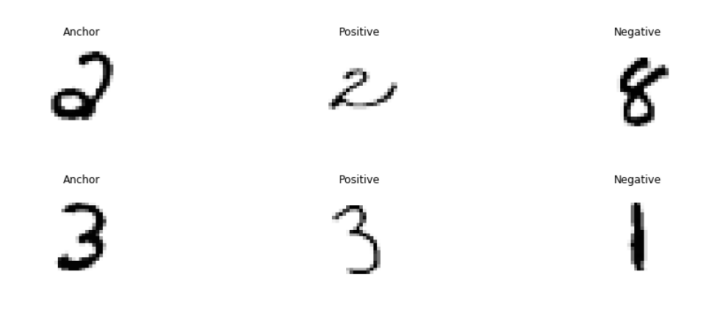 Anchor Positive Negative
2 2 8
Anchor Positive Negative
3 3 1